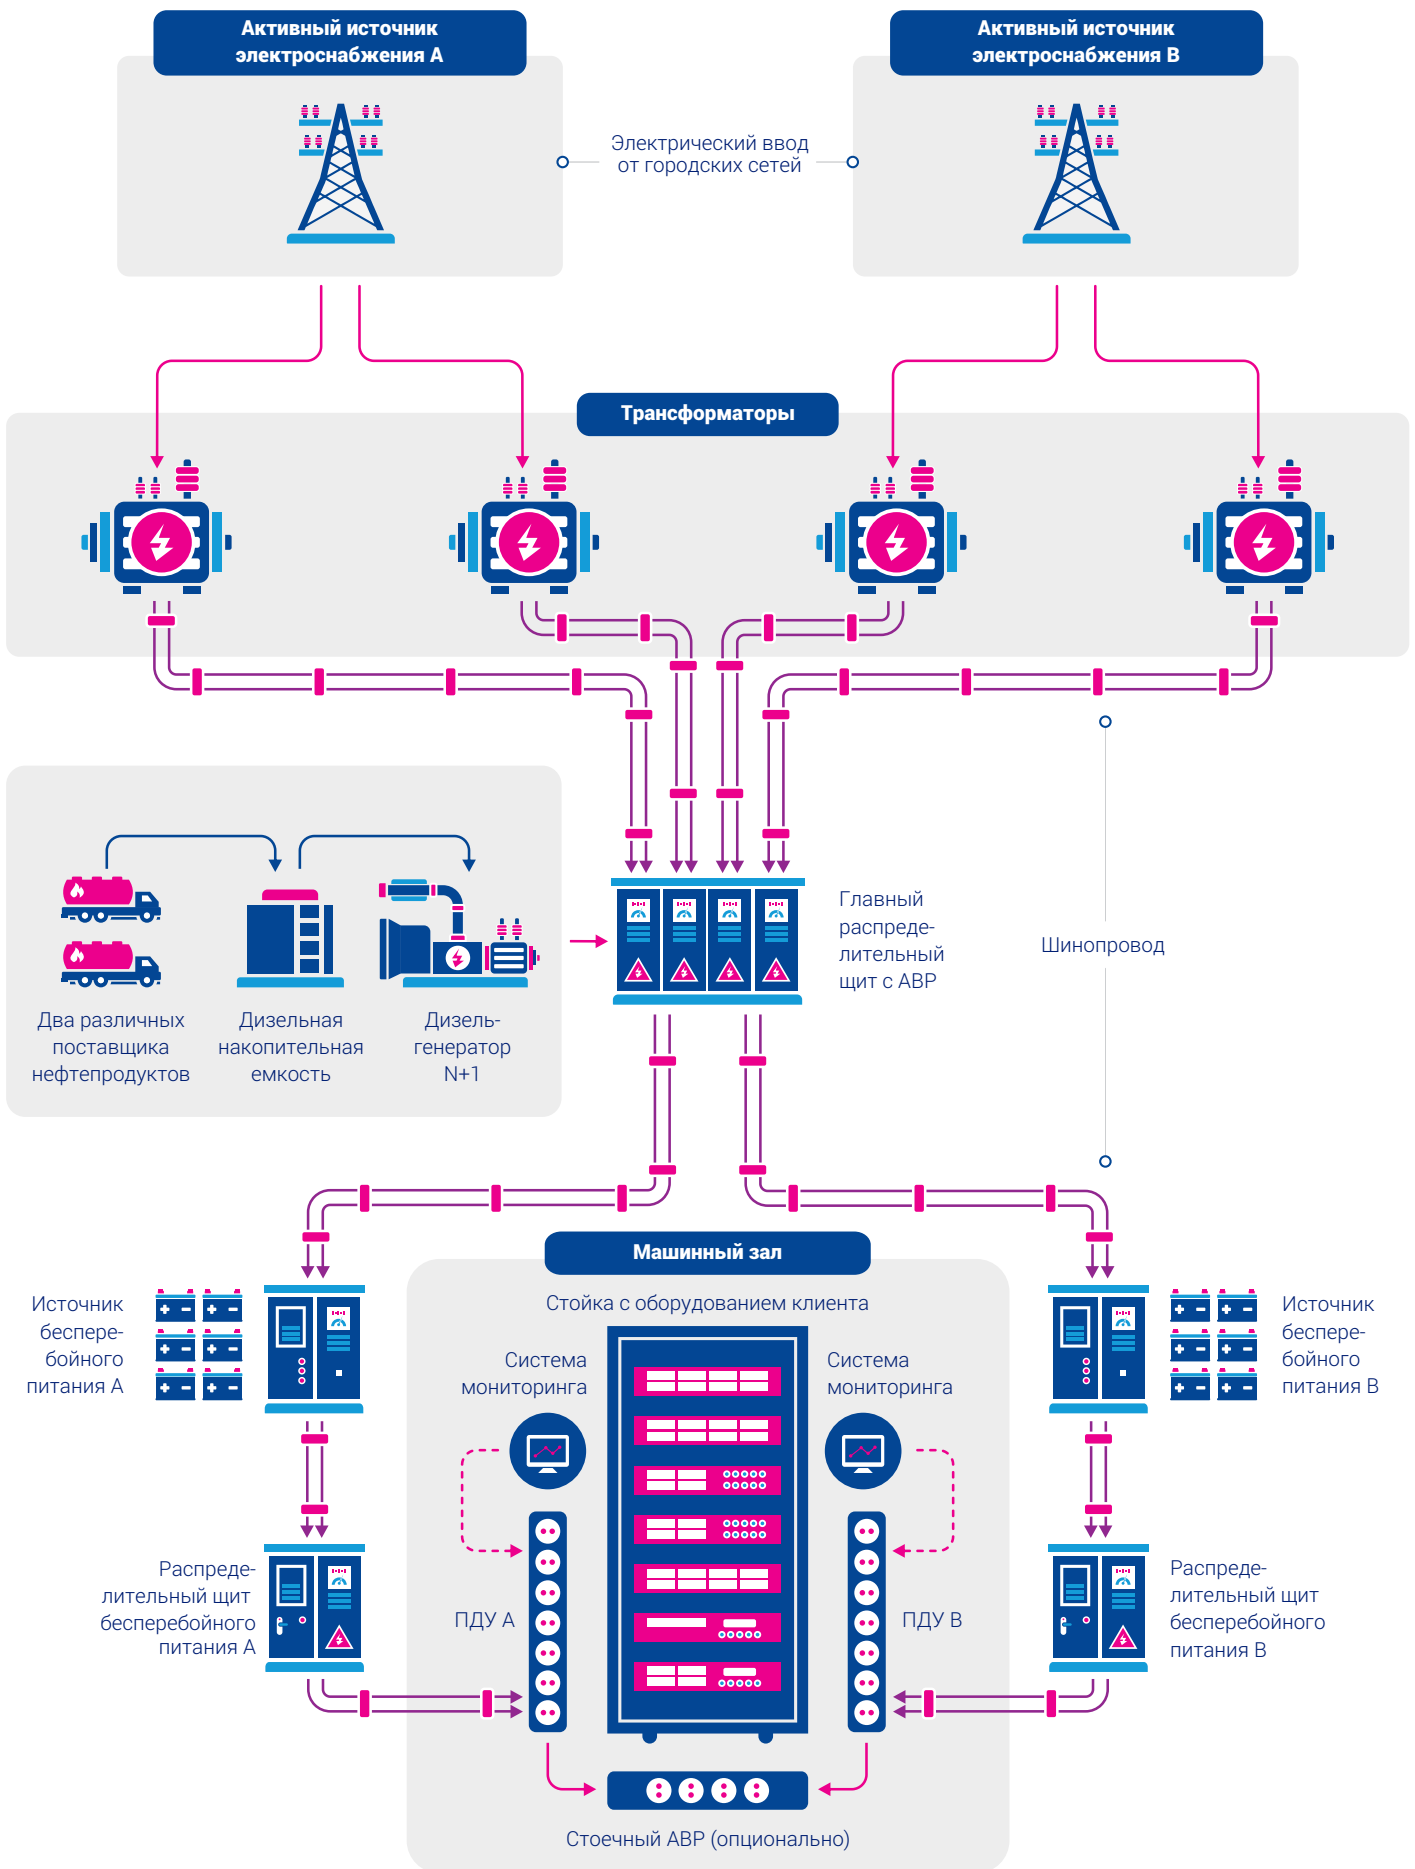 Активный источник
электроснабжения А
Активный источник
электроснабжения В
Электрический ввод
от городских сетей
Трансформаторы
Главный
распреде-
лительный
щит с АВР
Шинопровод
Два различных
поставщика
нефтепродуктов
Дизельная
накопительная
емкость
Дизель-
генератор
N+1
Машинный зал
Стойка с оборудованием клиента
Источник
беспере-
бойного
питания А
Система
мониторинга
Система
мониторинга
Источник
беспере-
бойного
питания В
Распреде-
лительный щит
бесперебойного
питания А
ПДУ А
ПДУ В
Распреде-
лительный щит
бесперебойного
питания В
Стоечный АВР (опционально)